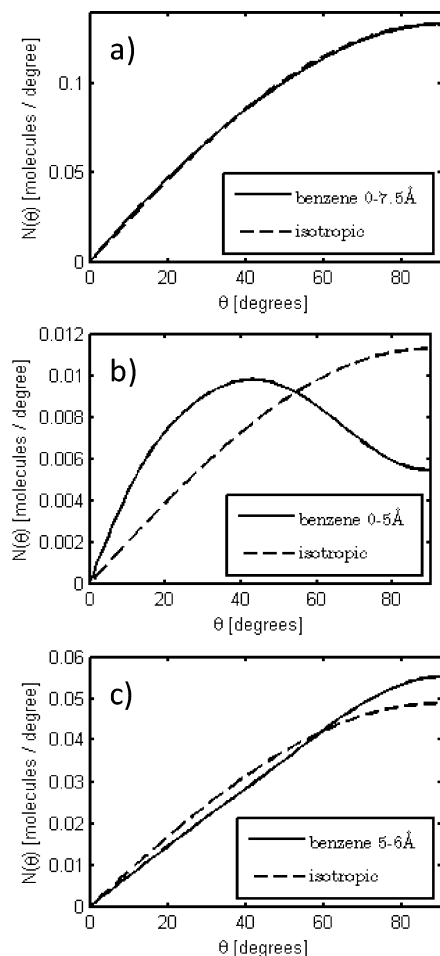 a)
0.1
0.05
0
N(θ) [molecules / degree]
benzene 0-7.5Å
isotropic
0 20 40 60 80
θ [degrees]
b)
0.012
0.01
0.008
0.006
0.004
0.002
0
N(θ) [molecules / degree]
benzene 0-5Å
isotropic
0 20 40 60 80
θ [degrees]
c)
0.06
0.05
0.04
0.03
0.02
0.01
0
N(θ) [molecules / degree]
benzene 5-6Å
isotropic
0 20 40 60 80
θ [degrees]